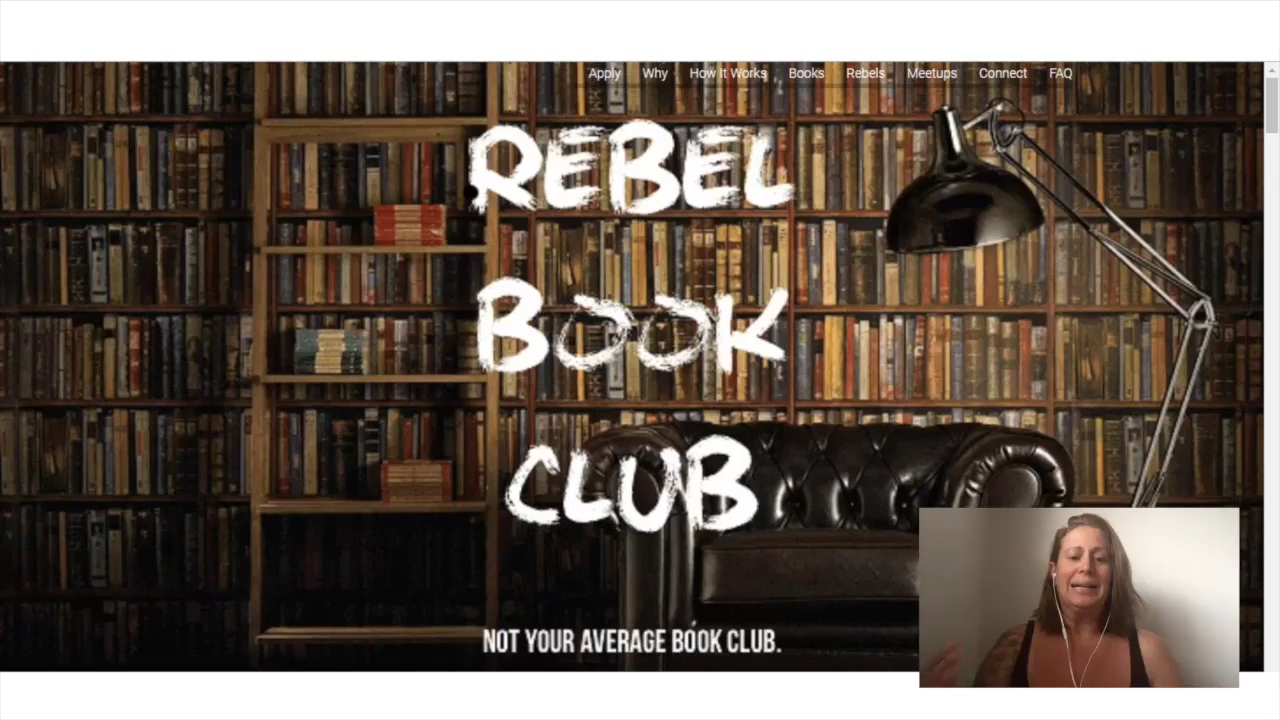 Apply Why How It Works Books Rebels Meetups Connect FAQ
REBEL
BOOK
CLUB
NOT YOUR AVERAGE BOOK CLUB.